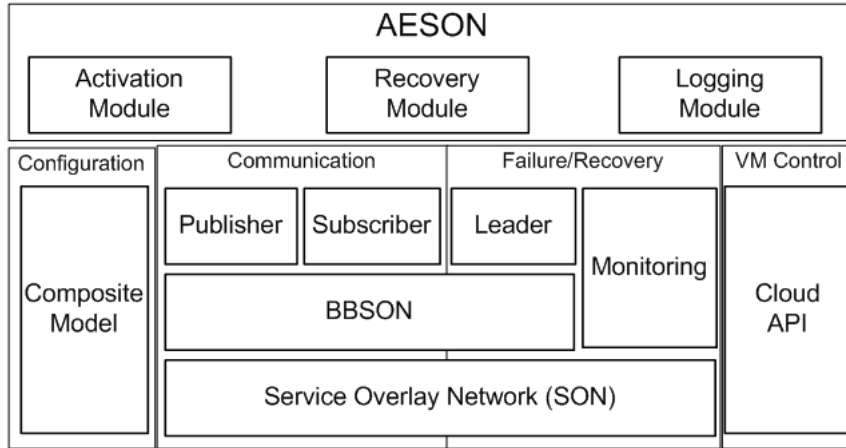 AESON
Activation
Module
Recovery
Module
Logging
Module
Configuration
Communication
Failure/Recovery
VM Control
Composite
Model
Publisher
Subscriber
Leader
Monitoring
BBSON
Service Overlay Network (SON)
Cloud
API